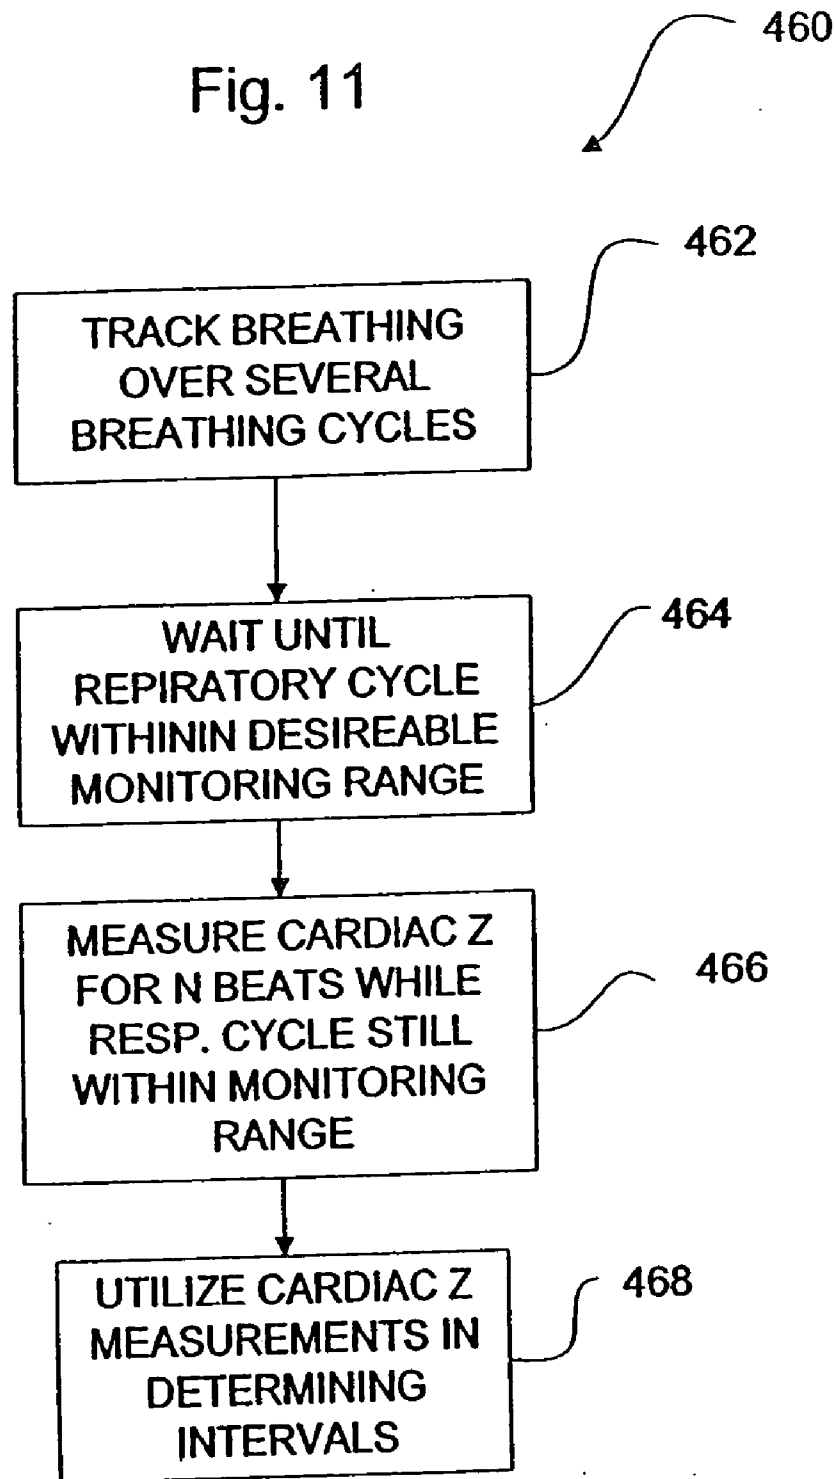 460
Fig. 11
462
TRACK BREATHING
OVER SEVERAL
BREATHING CYCLES
464
WAIT UNTIL
REPIRATORY CYCLE
WITHININ DESIREABLE
MONITORING RANGE
466
MEASURE CARDIAC Z
FOR N BEATS WHILE
RESP. CYCLE STILL
WITHIN MONITORING
RANGE
468
UTILIZE CARDIAC Z
MEASUREMENTS IN
DETERMINING
INTERVALS